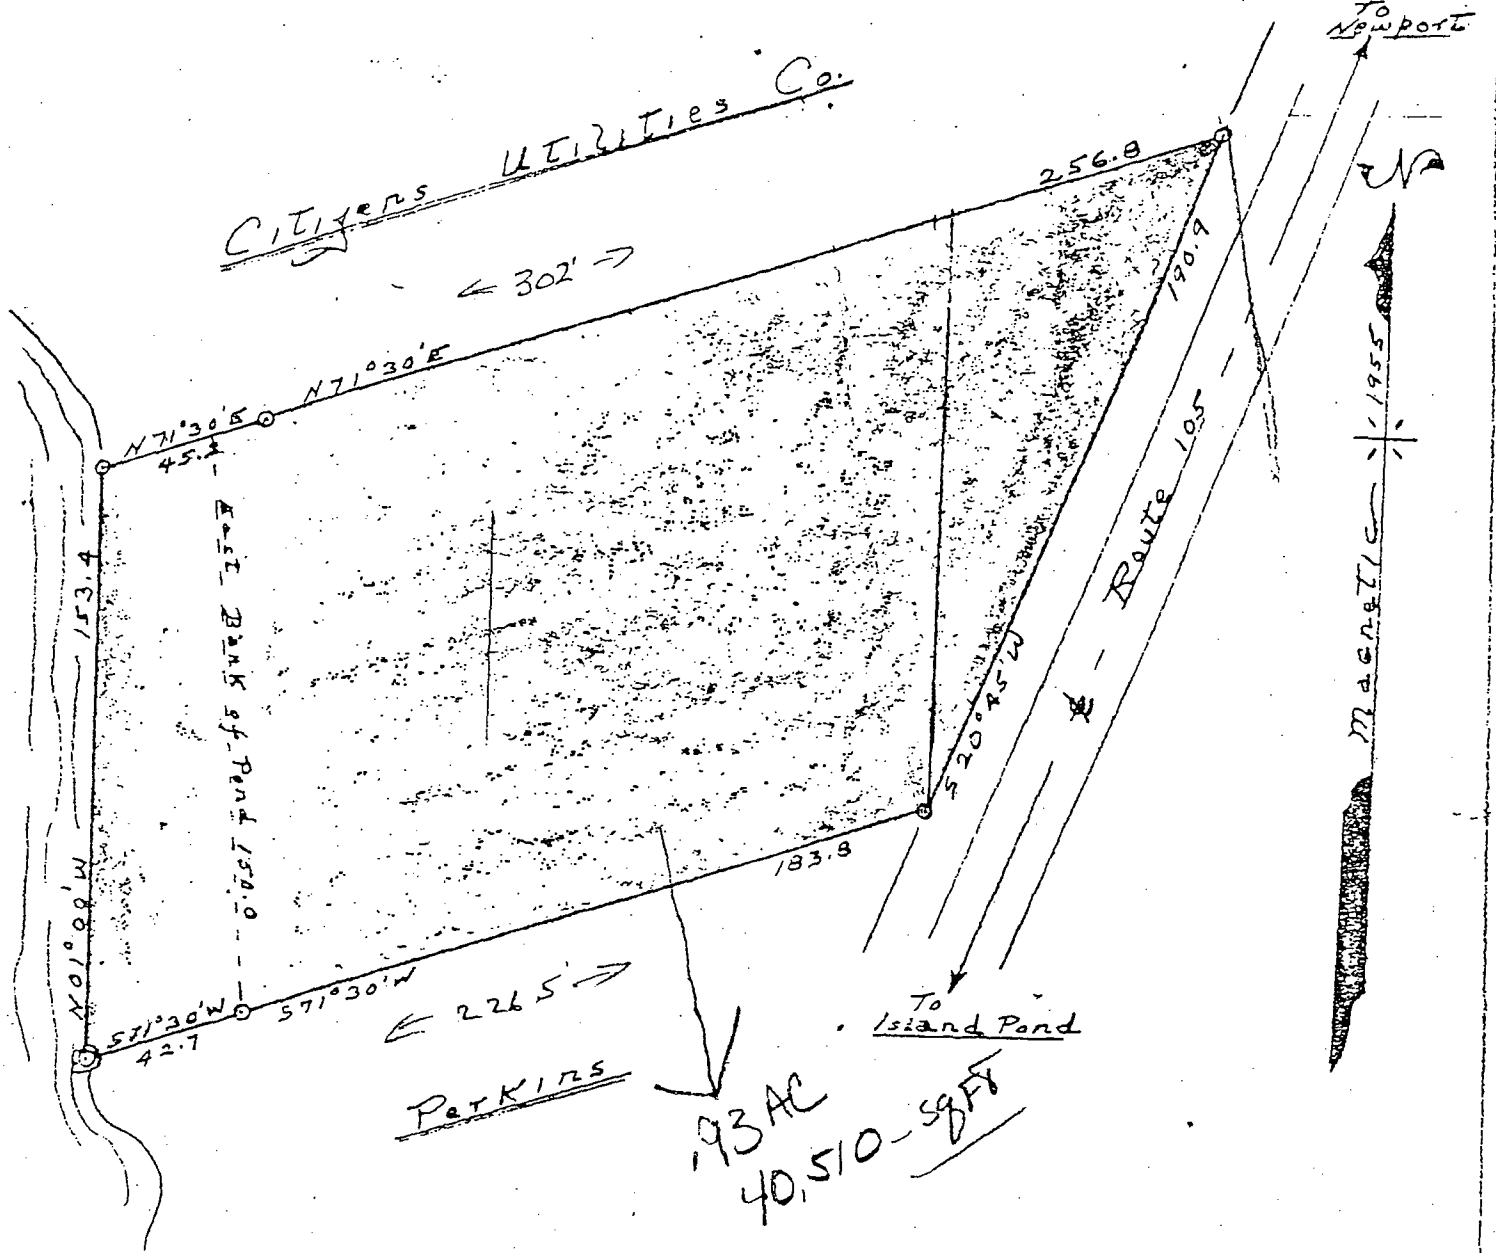 To
Newport
Citizens Utilities Co.
256.8
← 302' →
190.9
N71°30'E
N71°30'E
45.2
153.4
East Bank of Pond 150.0
N01°00'W
S71°30'W
42.7
S71°30'W
183.8
← 226.5' →
Perkins
S20°45'W
Route 105
To
Island Pond
.93 AC
40,510 - sqFt
N
Magnetic 1955